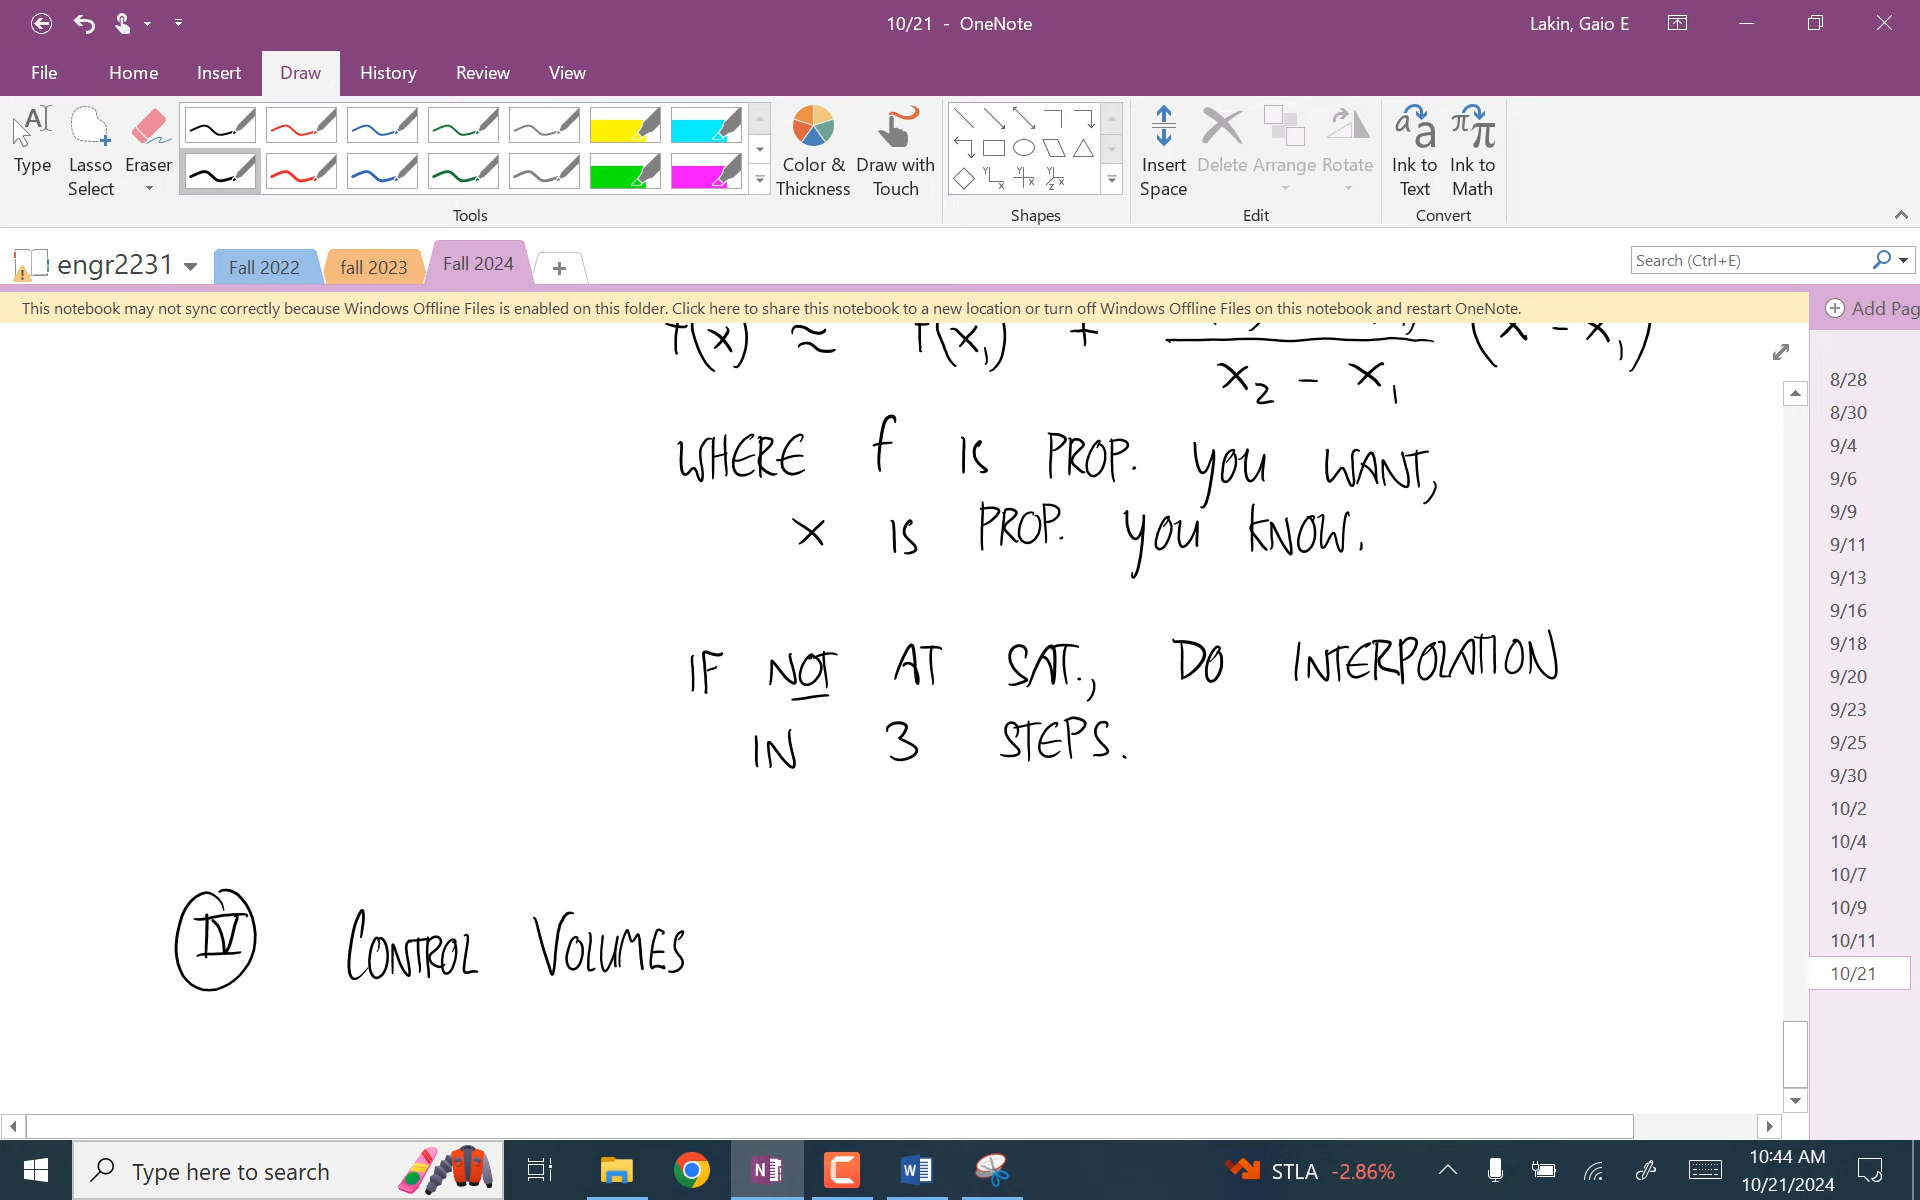 10/21 - OneNote
Lakin, Gaio E
File Home Insert Draw History Review View
Type
Lasso Select
Eraser
Color & Thickness
Draw with Touch
Insert Space
Delete
Arrange
Rotate
Ink to Text
Ink to Math
Tools Shapes Edit Convert
engr2231 Fall 2022 fall 2023 Fall 2024
Search (Ctrl+E)
This notebook may not sync correctly because Windows Offline Files is enabled on this folder. Click here to share this notebook to a new location or turn off Windows Offline Files on this notebook and restart OneNote.
Add Pag
f(x) ≈ f(x₁) + (x - x₁)
x₂ - x₁
WHERE f IS PROP. YOU WANT,
x IS PROP. YOU KNOW.
IF NOT AT SAT., DO INTERPOLATION
IN 3 STEPS.
IV CONTROL VOLUMES
8/28
8/30
9/4
9/6
9/9
9/11
9/13
9/16
9/18
9/20
9/23
9/25
9/30
10/2
10/4
10/7
10/9
10/11
10/21
Type here to search
STLA -2.86%
10:44 AM
10/21/2024